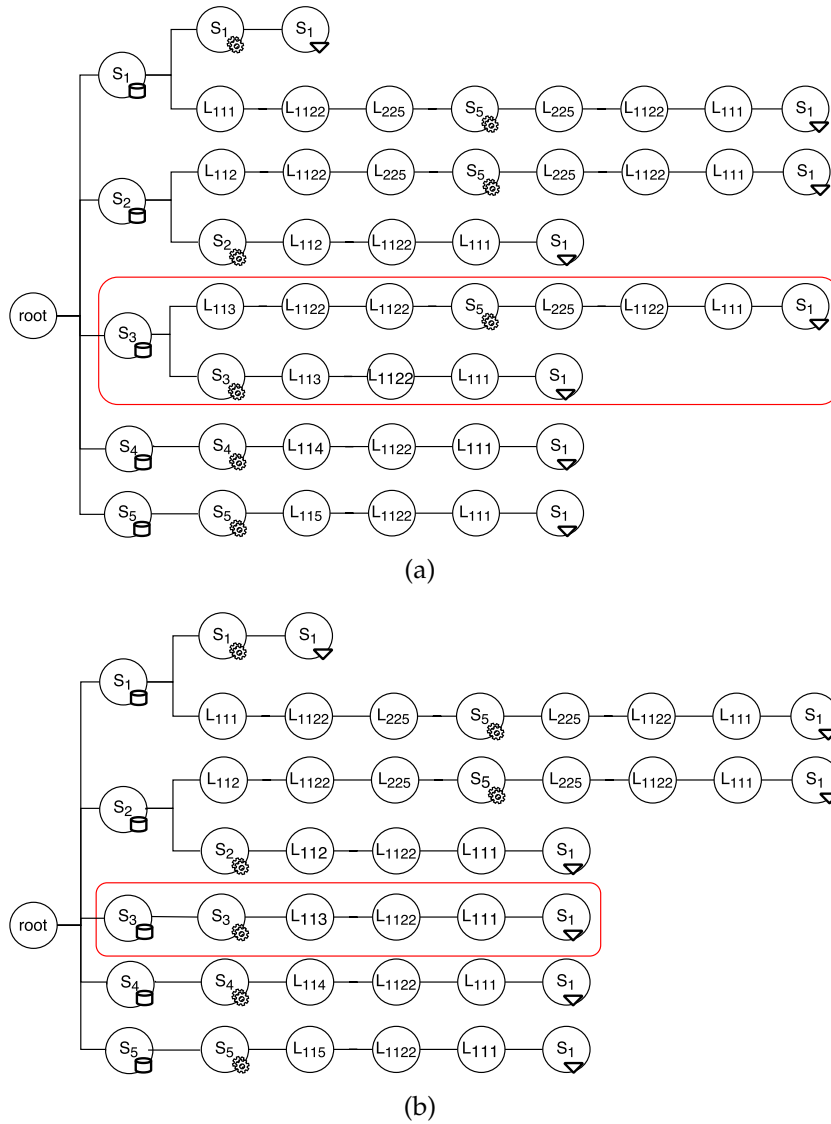 S1 S1
S1
L111 L1122 L225 S5 L225 L1122 L111 S1
L112 L1122 L225 S5 L225 L1122 L111 S1
S2
S2 L112 L1122 L111 S1
L113 L1122 L1122 S5 L225 L1122 L111 S1
root
S3
S3 L113 L1122 L111 S1
S4 S4 L114 L1122 L111 S1
S5 S5 L115 L1122 L111 S1
(a)
S1 S1
S1
L111 L1122 L225 S5 L225 L1122 L111 S1
L112 L1122 L225 S5 L225 L1122 L111 S1
S2
S2 L112 L1122 L111 S1
root S3 S3 L113 L1122 L111 S1
S4 S4 L114 L1122 L111 S1
S5 S5 L115 L1122 L111 S1
(b)